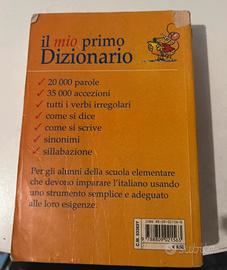 il mio primo
Dizionario
20 000 parole
35 000 accezioni
tutti i verbi irregolari
come si dice
come si scrive
sinonimi
sillabazione
Per gli alunni della scuola elementare
che devono imparare l'italiano usando
uno strumento semplice e adeguato
alle loro esigenze.